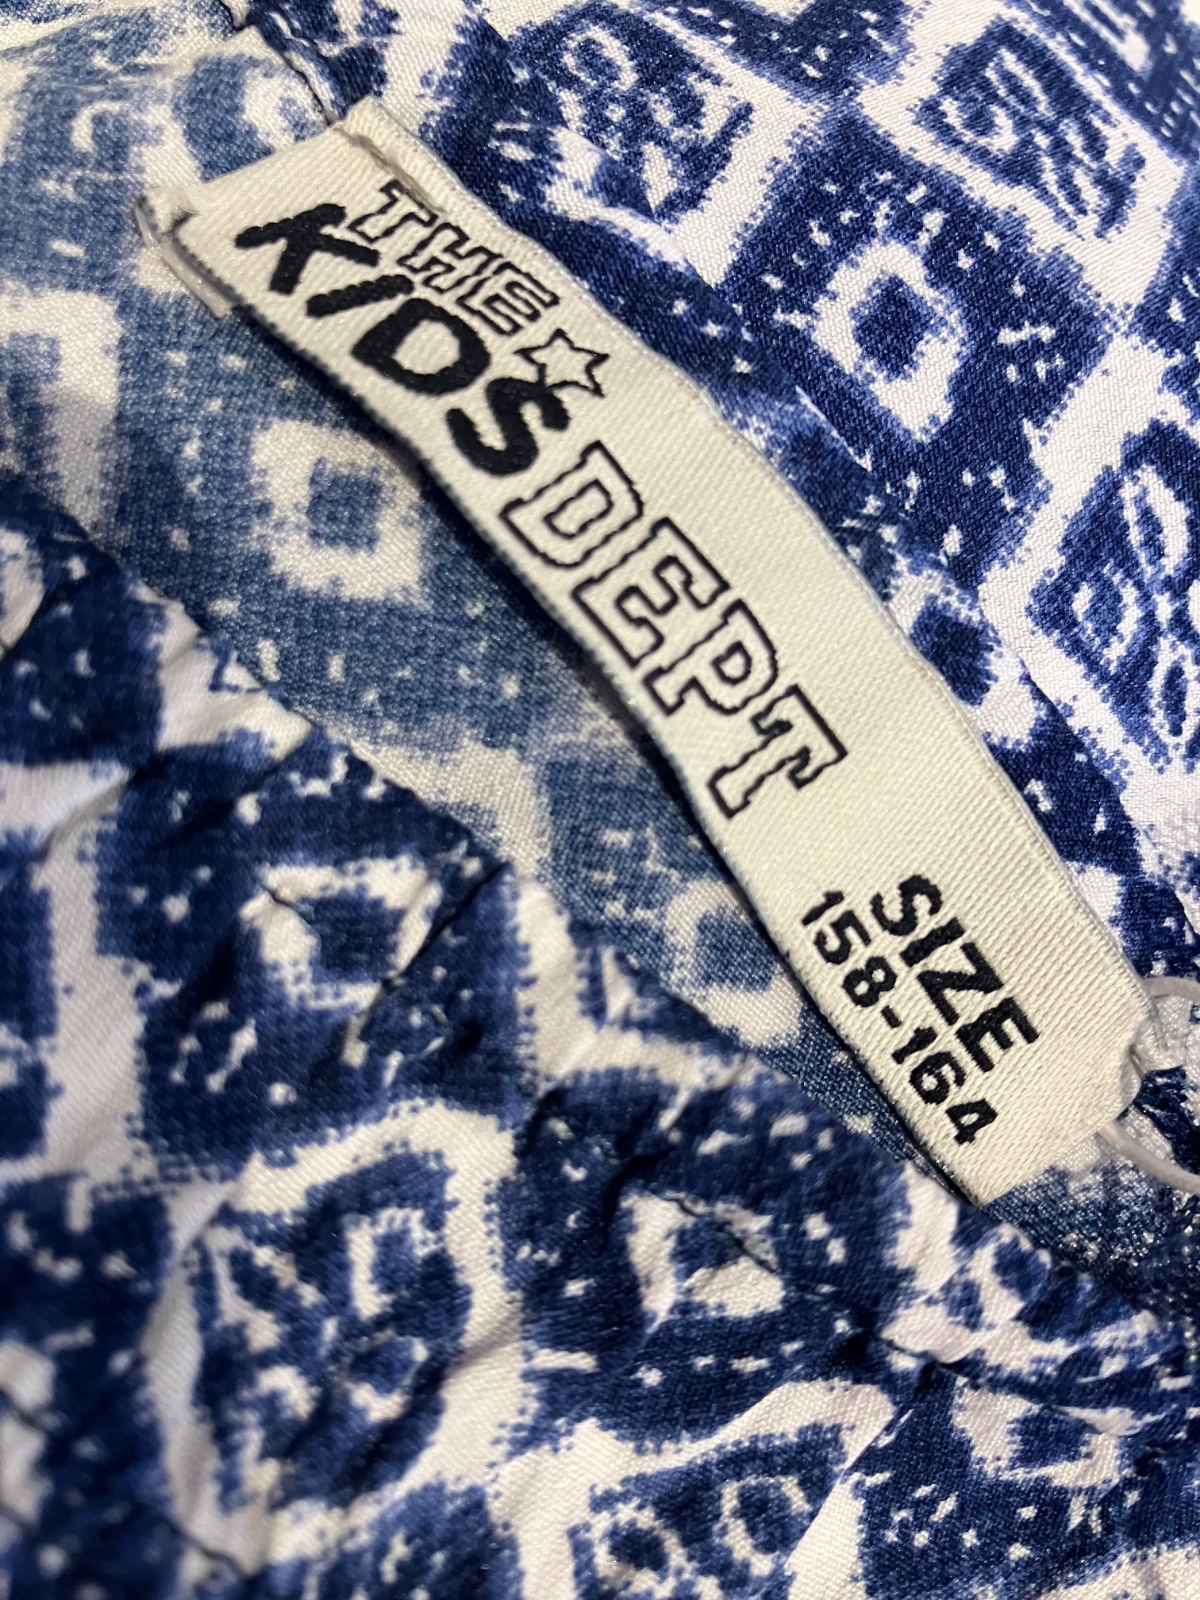 THE
KIDS
DEPT
SIZE
158-164